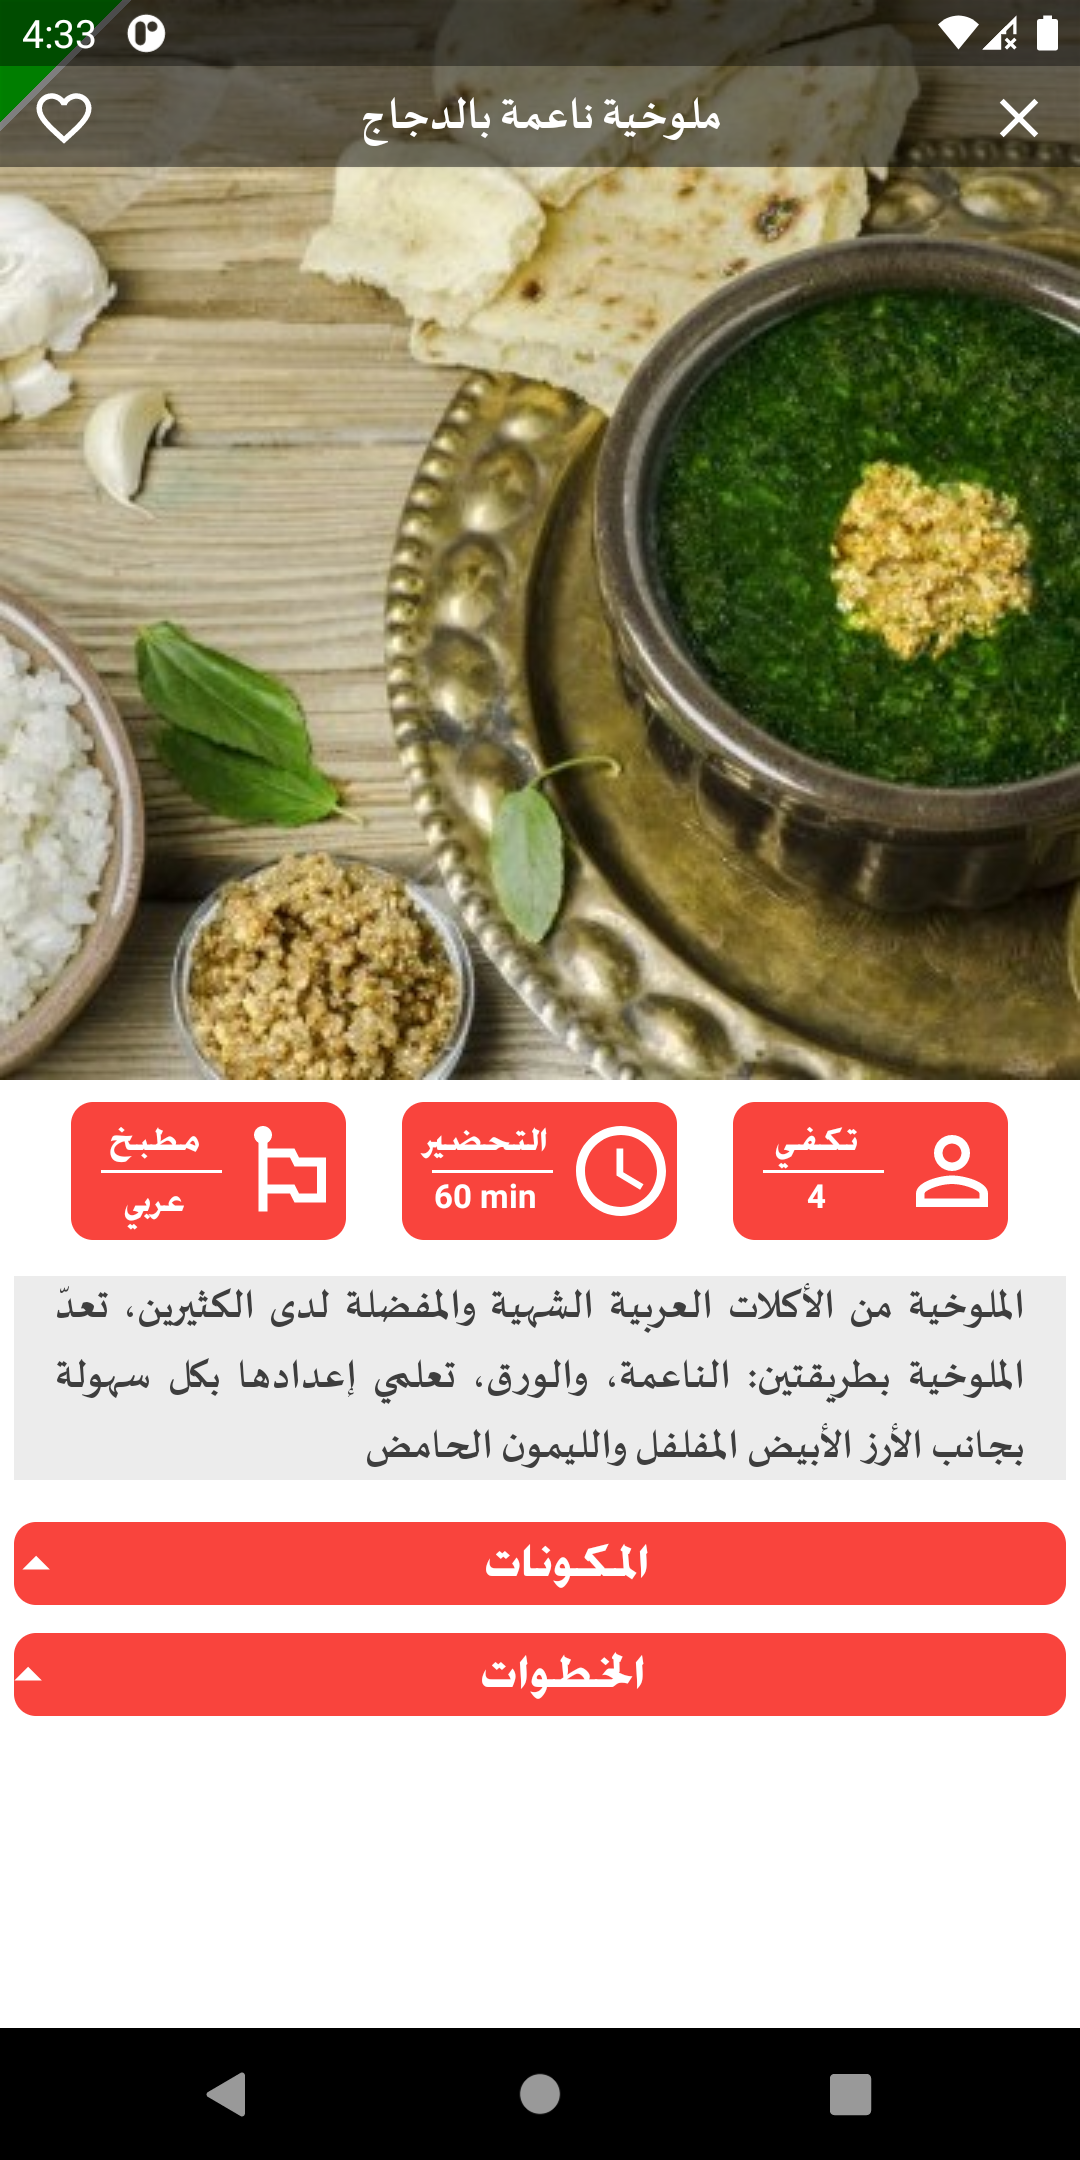 4:33
ملوخية ناعمة بالدجاج
تكفي
4
التحضير
60 min
مطبخ
عربي
الملوخية من الأكلات العربية الشهية والمفضلة لدى الكثيرين، تعدّ
الملوخية بطريقتين: الناعمة، والورق، تعلمي إعدادها بكل سهولة
بجانب الأرز الأبيض المفلفل والليمون الحامض
المكونات
الخطوات